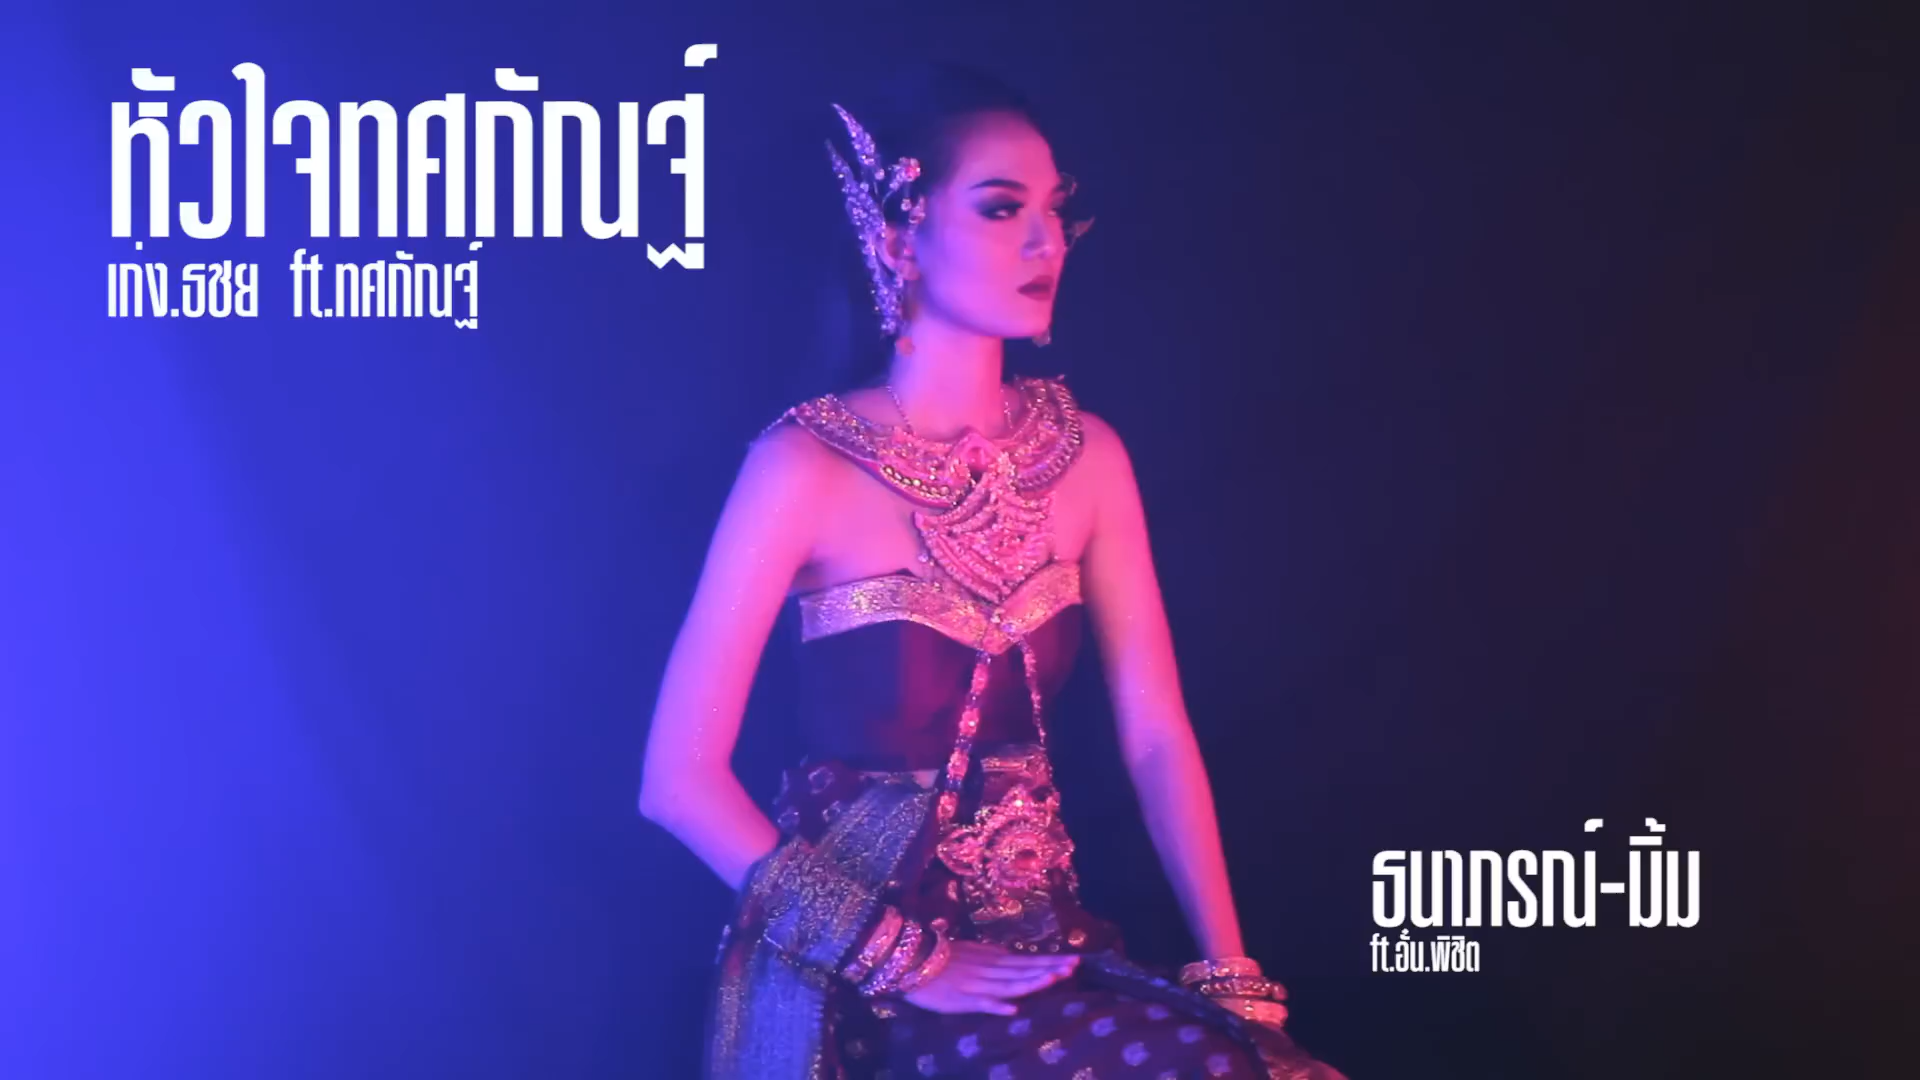 หัวใจทศกัณฐ์
เก่ง.ธชย ft.ทศกัณฐ์
ธนาภรณ์-มิ้ม
ft.อั๋น.พิชิต